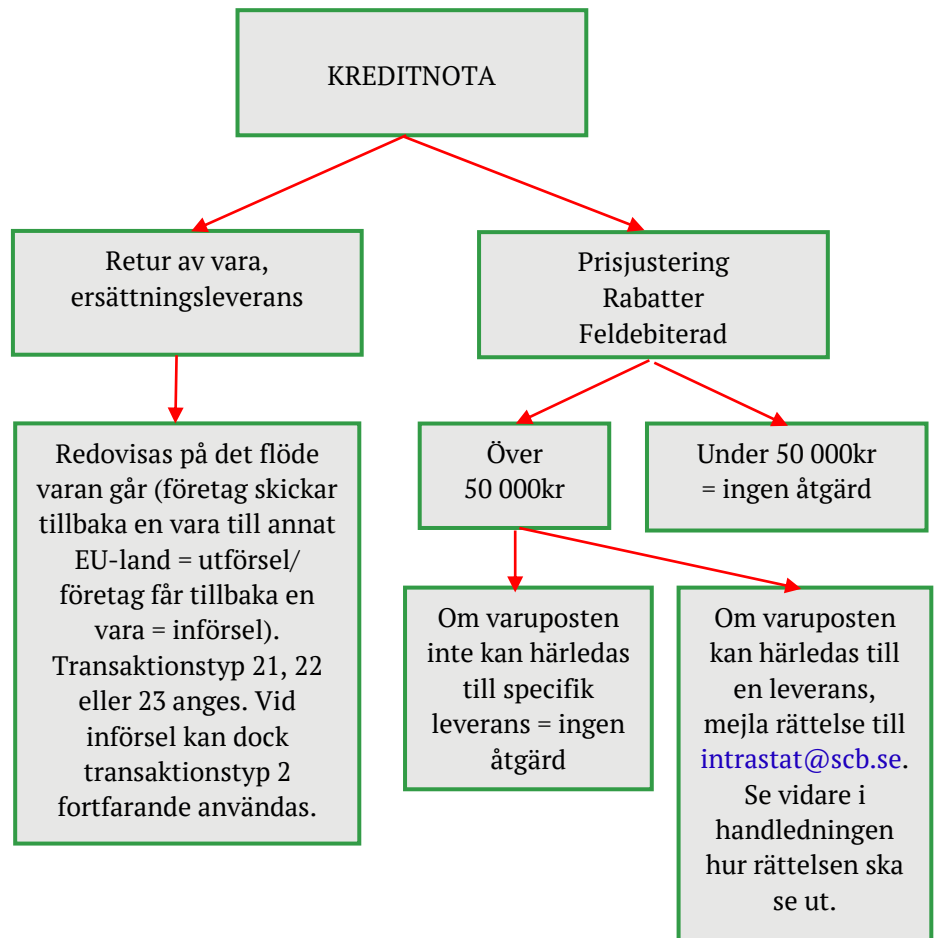 KREDITNOTA
Retur av vara,
ersättningsleverans
Prisjustering
Rabatter
Feldebiterad
Redovisas på det flöde
varan går (företag skickar
tillbaka en vara till annat
EU-land = utförsel/
företag får tillbaka en
vara = införsel).
Transaktionstyp 21, 22
eller 23 anges. Vid
införsel kan dock
transaktionstyp 2
fortfarande användas.
Över
50 000kr
Under 50 000kr
= ingen åtgärd
Om varuposten
inte kan härledas
till specifik
leverans = ingen
åtgärd
Om varuposten
kan härledas till
en leverans,
mejla rättelse till
intrastat@scb.se.
Se vidare i
handledningen
hur rättelsen ska
se ut.